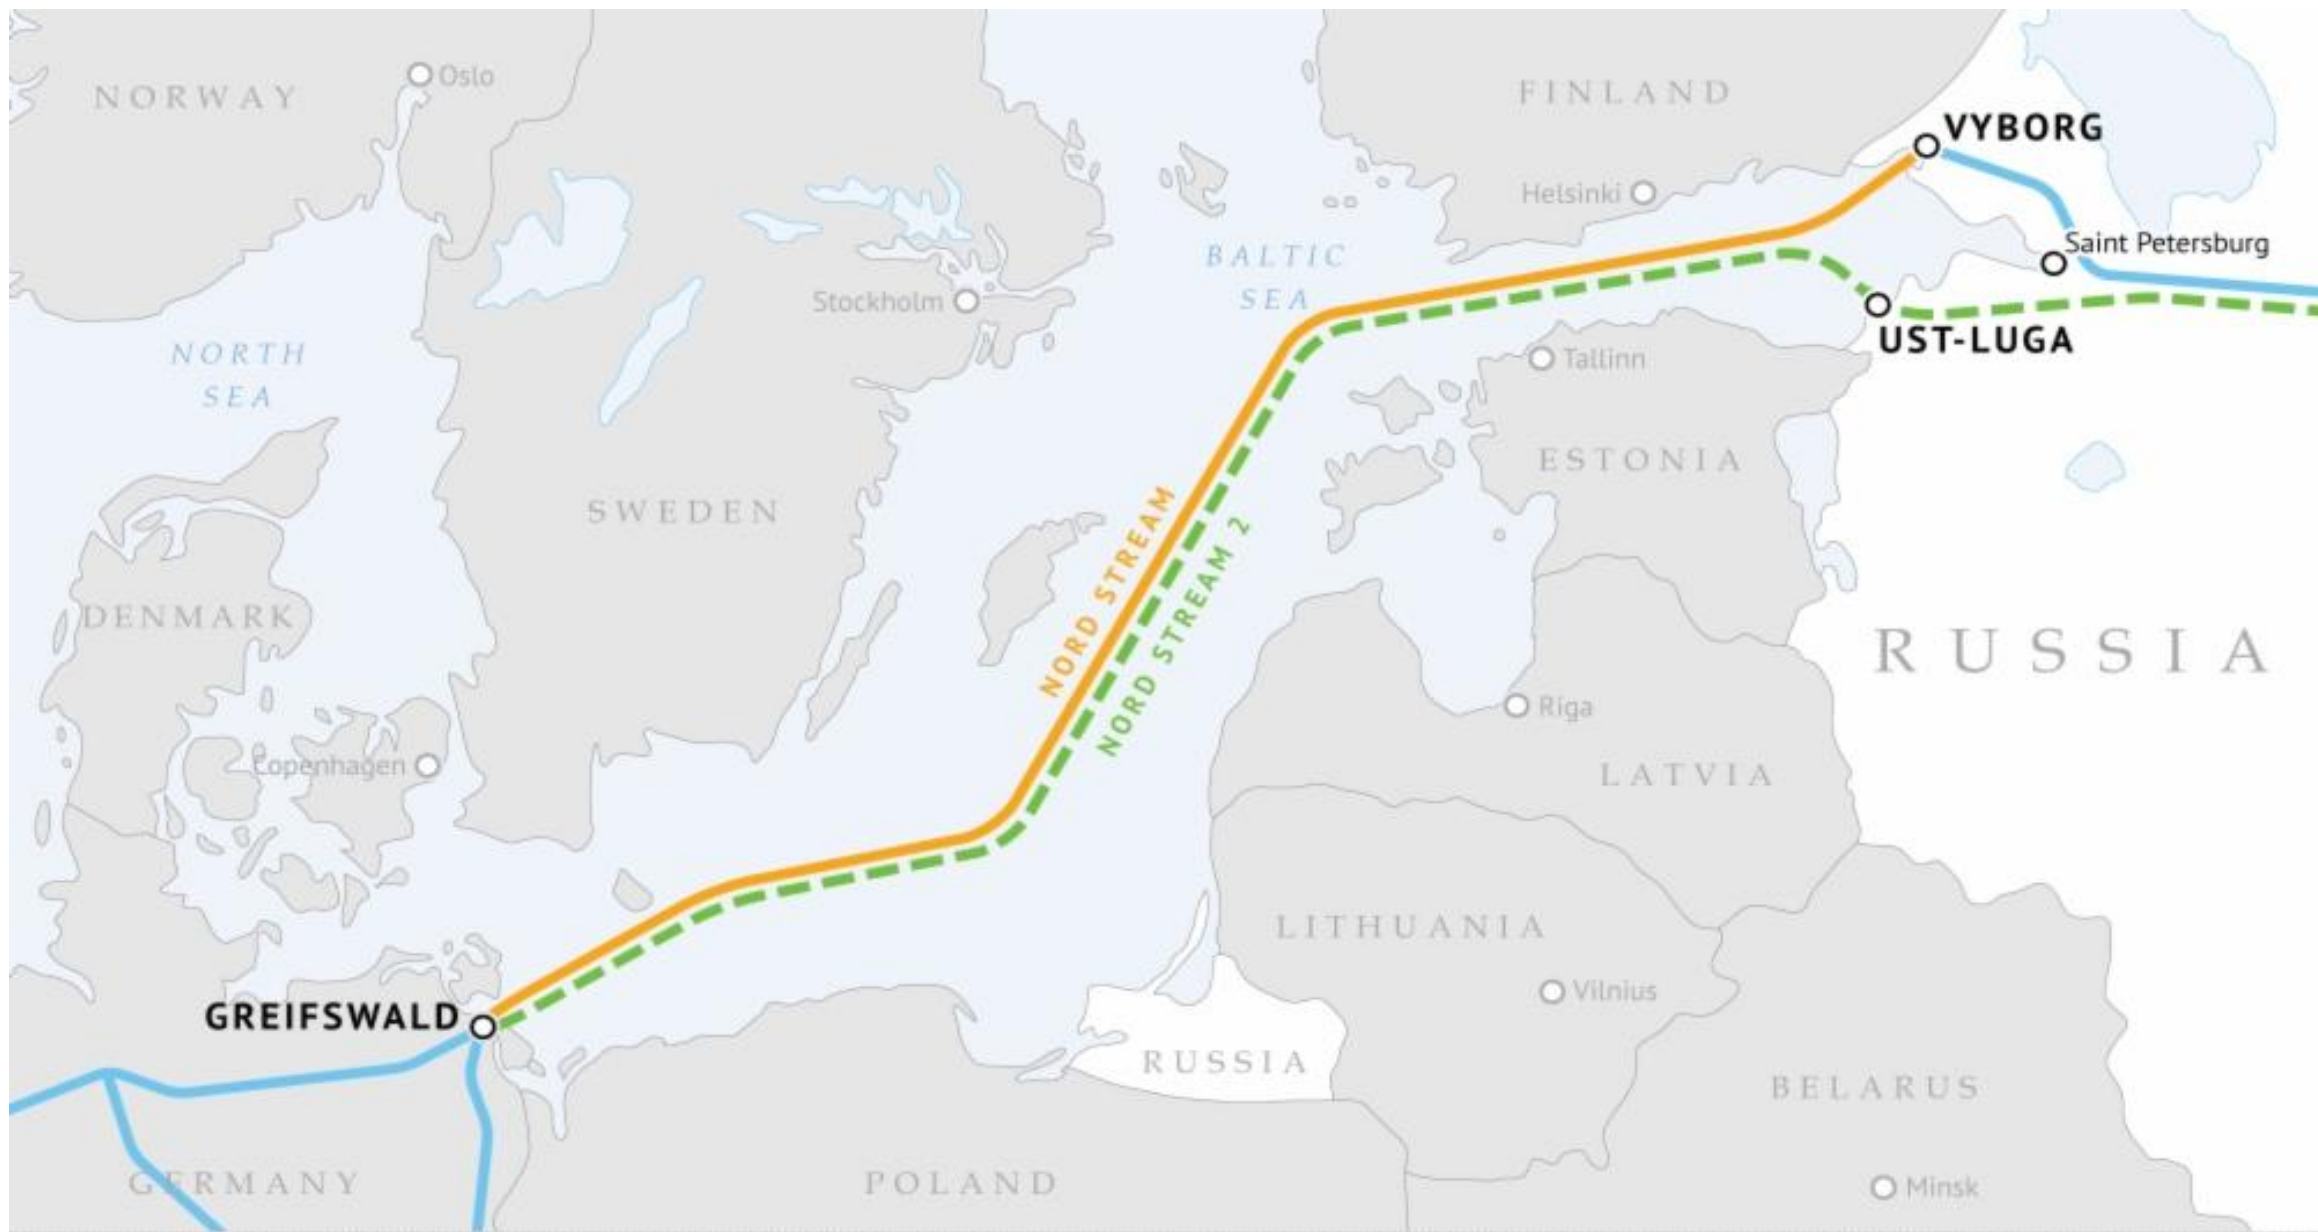 Oslo
NORWAY
FINLAND
VYBORG
Helsinki
Saint Petersburg
BALTIC
SEA
Stockholm
UST-LUGA
NORTH
SEA
Tallinn
ESTONIA
SWEDEN
NORD STREAM
NORD STREAM 2
DENMARK
RUSSIA
Riga
Copenhagen
LATVIA
LITHUANIA
Vilnius
GREIFSWALD
RUSSIA
BELARUS
GERMANY
POLAND
Minsk